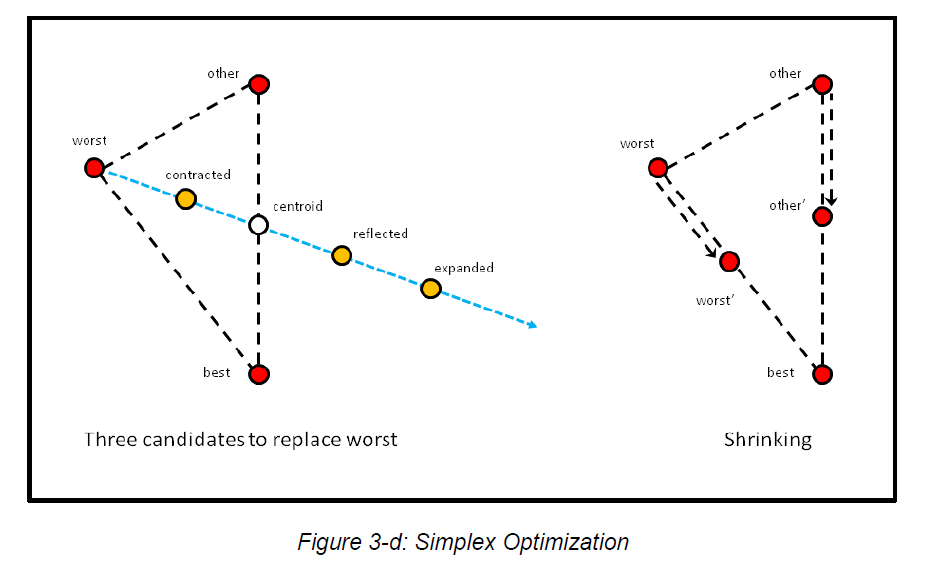 other
worst
contracted
centroid
reflected
expanded
best
Three candidates to replace worst
other
worst
other’
worst’
best
Shrinking
Figure 3-d: Simplex Optimization